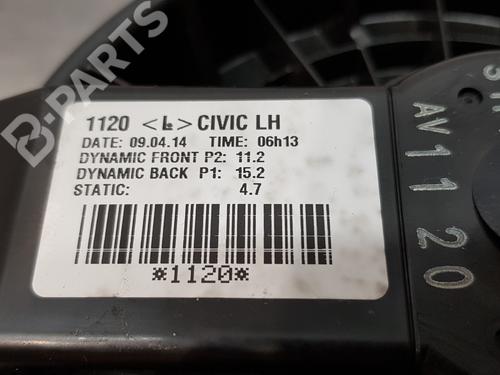 1120 <L> CIVIC LH
DATE: 09.04.14 TIME: 06h13
DYNAMIC FRONT P2: 11.2
DYNAMIC BACK P1: 15.2
STATIC: 4.7
*1120*
AV1120
B-PARTS